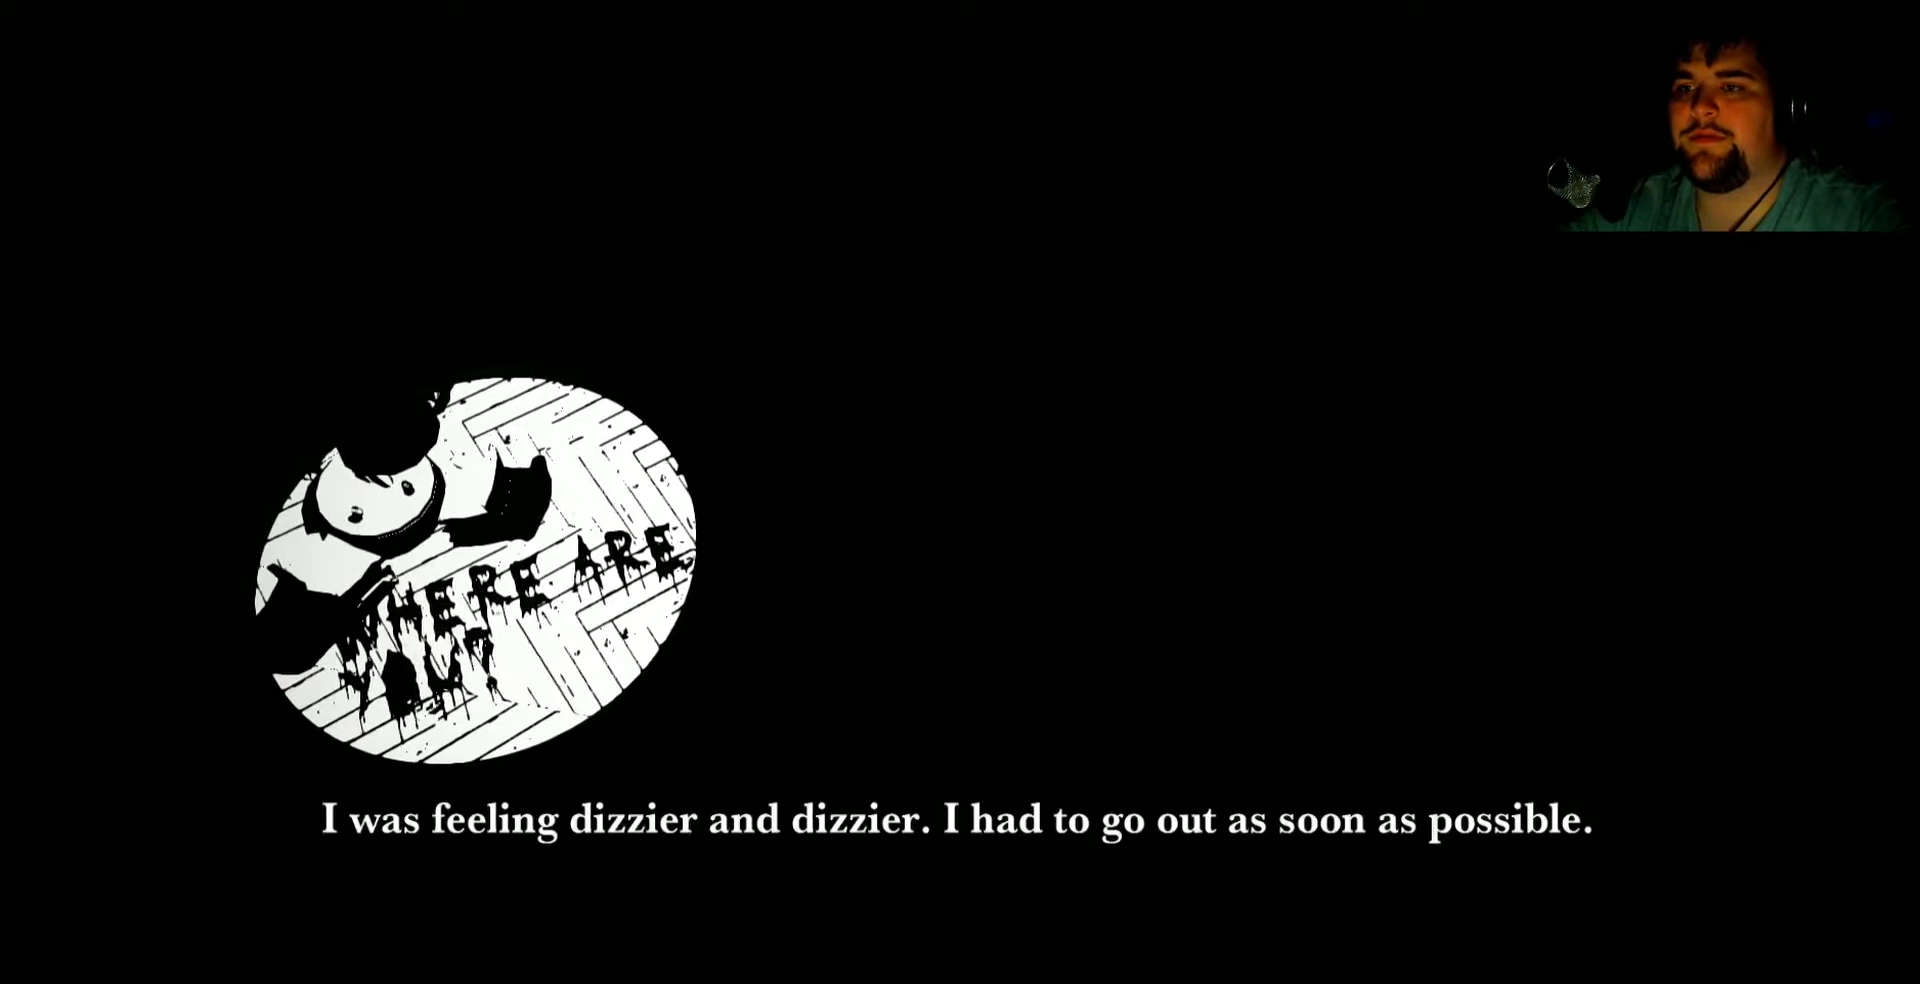 WHERE ARE
YOU?
I was feeling dizzier and dizzier. I had to go out as soon as possible.